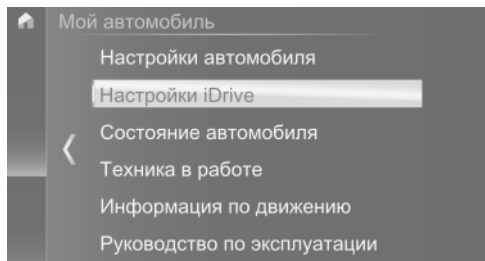 Мой автомобиль
Настройки автомобиля
Настройки iDrive
Состояние автомобиля
Техника в работе
Информация по движению
Руководство по эксплуатации